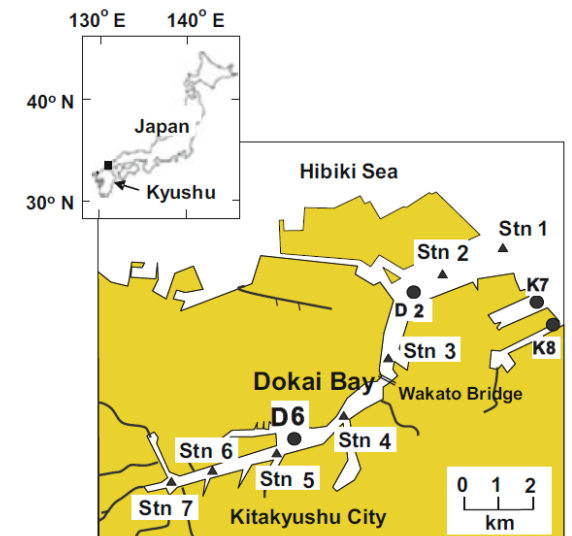 130° E 140° E
40° N
Japan
Kyushu
30° N
Hibiki Sea
Stn 1
Stn 2
K7
D 2
K8
Stn 3
Dokai Bay
Wakato Bridge
D6
Stn 4
Stn 6
Stn 5
Stn 7
Kitakyushu City
0 1 2
km